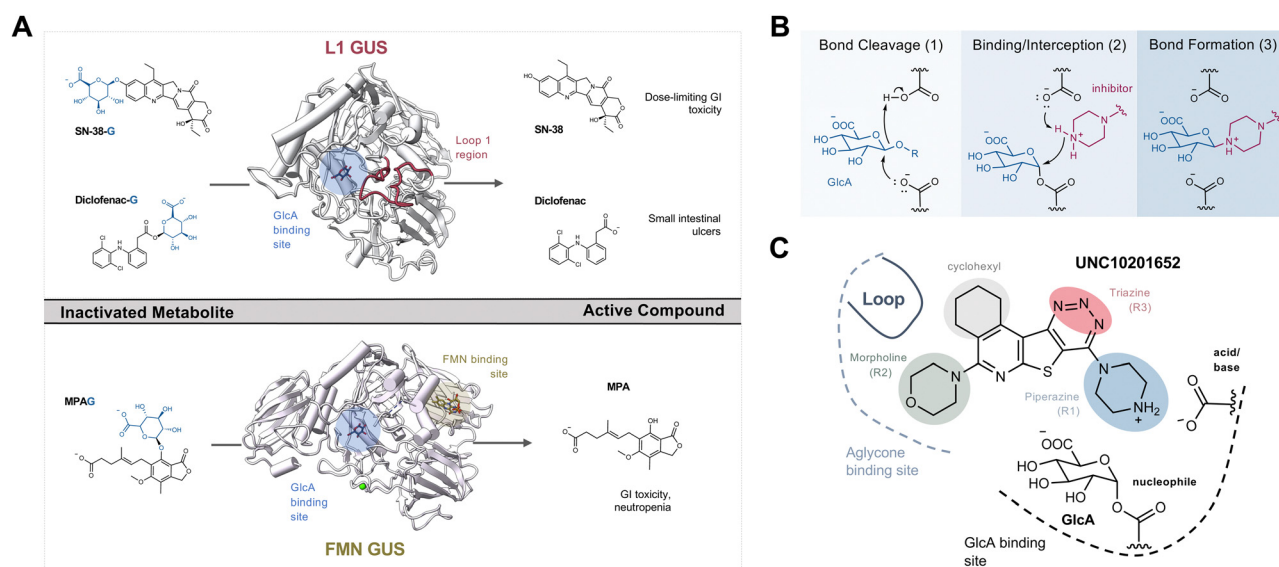 A
L1 GUS
SN-38-G
Diclofenac-G
GlcA
binding
site
Loop 1
region
SN-38
Dose-limiting GI
toxicity
Diclofenac
Small intestinal
ulcers
Inactivated Metabolite
Active Compound
MPAG
FMN binding
site
GlcA
binding
site
MPA
GI toxicity,
neutropenia
FMN GUS
B
Bond Cleavage (1)
Binding/Interception (2)
Bond Formation (3)
inhibitor
GlcA
C
UNC10201652
cyclohexyl
Loop
Triazine
(R3)
Morpholine
(R2)
Piperazine
(R1)
acid/
base
Aglycone
binding site
nucleophile
GlcA
GlcA binding
site